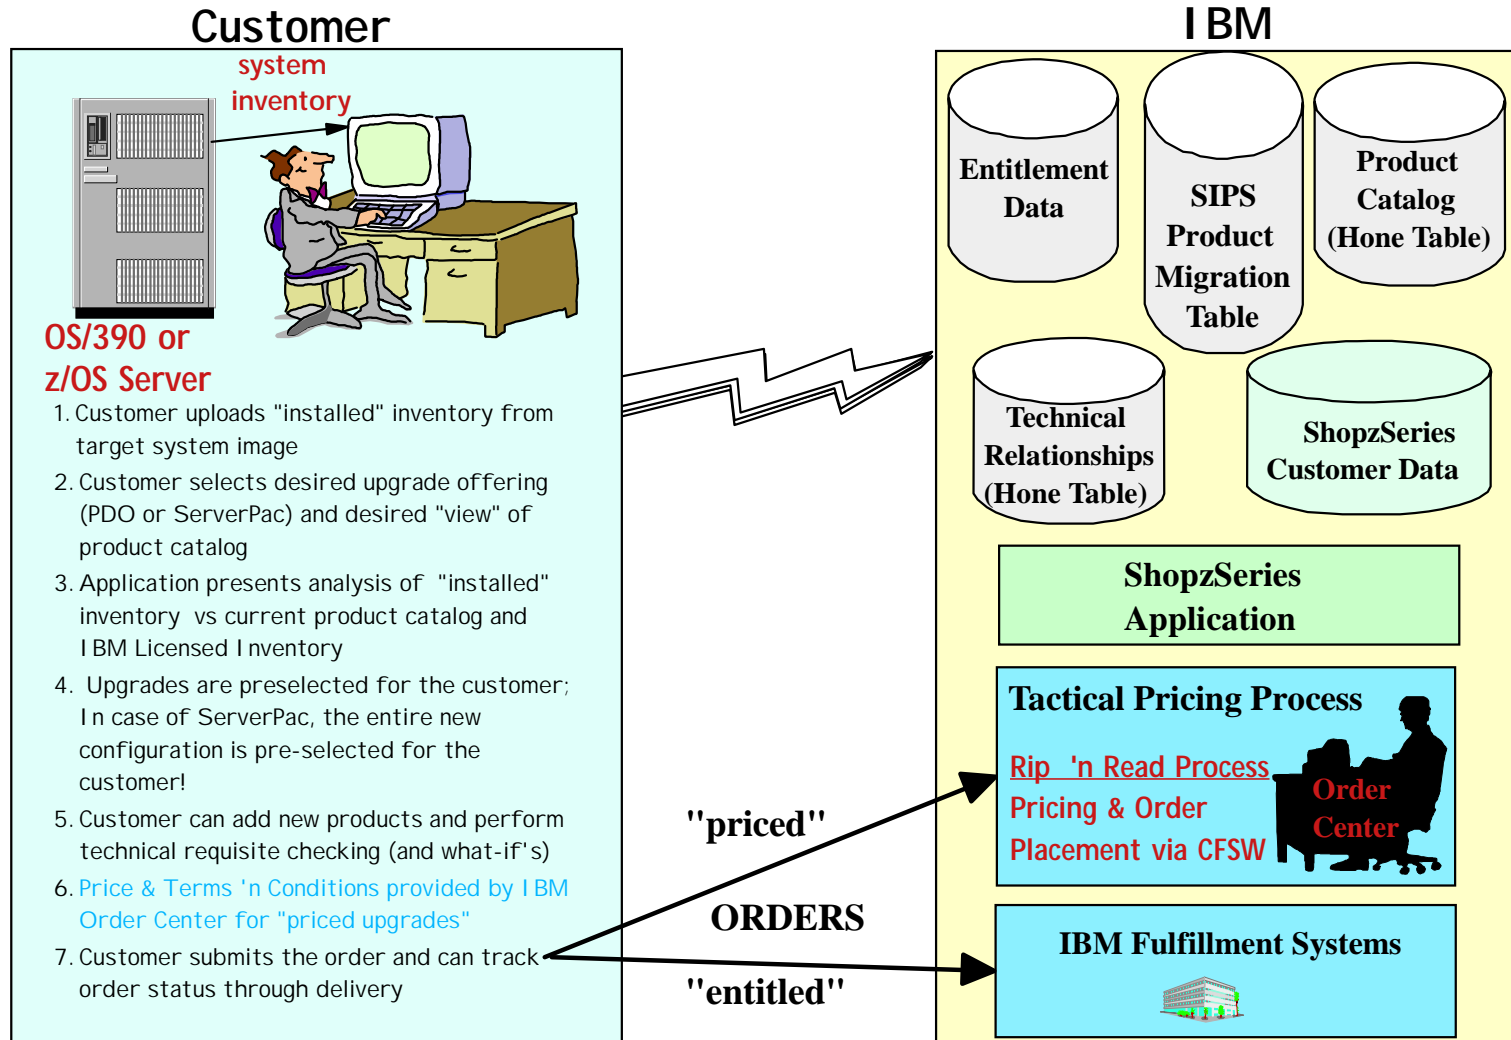 Customer
system
inventory
OS/390 or
z/OS Server
1. Customer uploads "installed" inventory from
target system image
2. Customer selects desired upgrade offering
(PDO or ServerPac) and desired "view" of
product catalog
3. Application presents analysis of "installed"
inventory vs current product catalog and
IBM Licensed Inventory
4. Upgrades are preselected for the customer;
In case of ServerPac, the entire new
configuration is pre-selected for the
customer!
5. Customer can add new products and perform
technical requisite checking (and what-if's)
6. Price & Terms 'n Conditions provided by IBM
Order Center for "priced upgrades"
7. Customer submits the order and can track
order status through delivery
"priced"
ORDERS
"entitled"
IBM
Entitlement
Data
SIPS
Product
Migration
Table
Product
Catalog
(Hone Table)
Technical
Relationships
(Hone Table)
ShopzSeries
Customer Data
ShopzSeries
Application
Tactical Pricing Process
Rip 'n Read Process
Pricing & Order
Placement via CFSW
Order
Center
IBM Fulfillment Systems